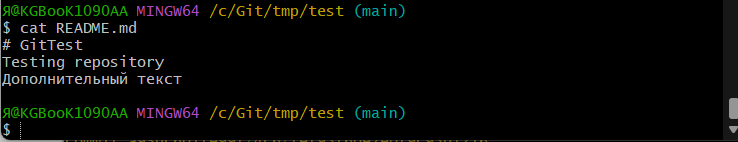 Я@KGBooK1090AA MINGW64 /c/Git/tmp/test (main)
$ cat README.md
# GitTest
Testing repository
Дополнительный текст
Я@KGBooK1090AA MINGW64 /c/Git/tmp/test (main)
$